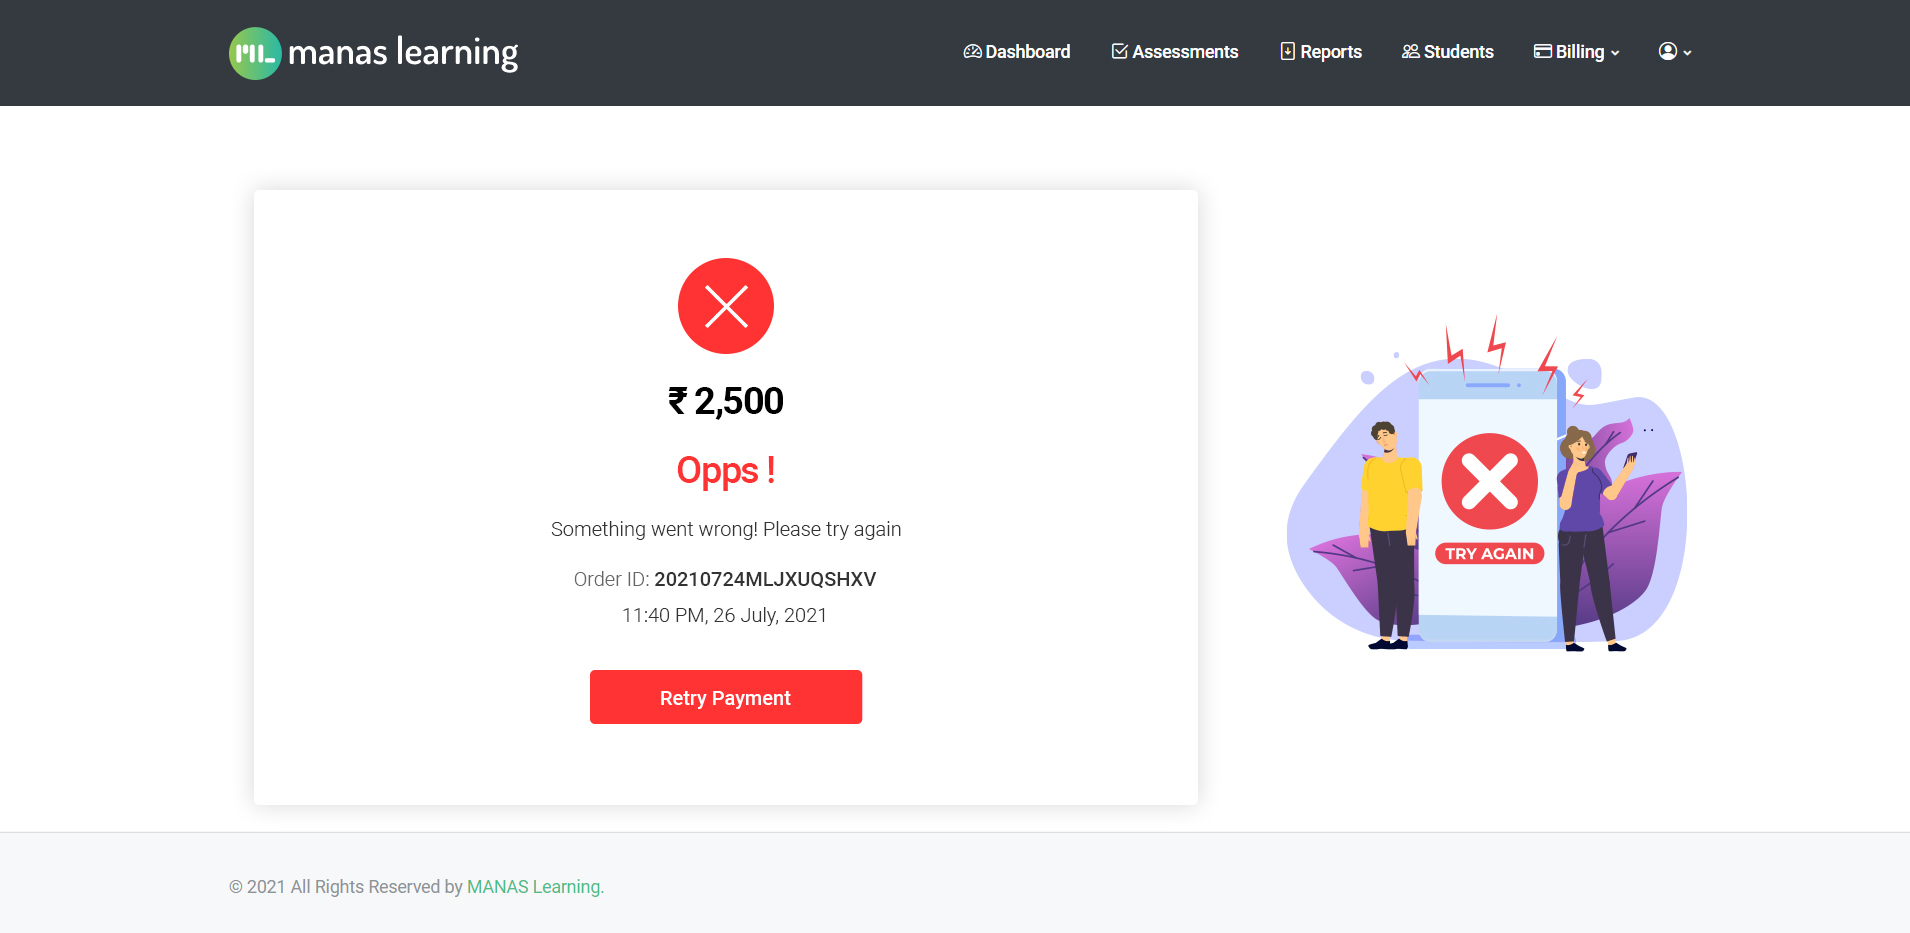 ML manas learning
Dashboard Assessments Reports Students Billing
₹ 2,500
Opps !
Something went wrong! Please try again
Order ID: 20210724MLJXUQSHXV
11:40 PM, 26 July, 2021
Retry Payment
TRY AGAIN
© 2021 All Rights Reserved by MANAS Learning.